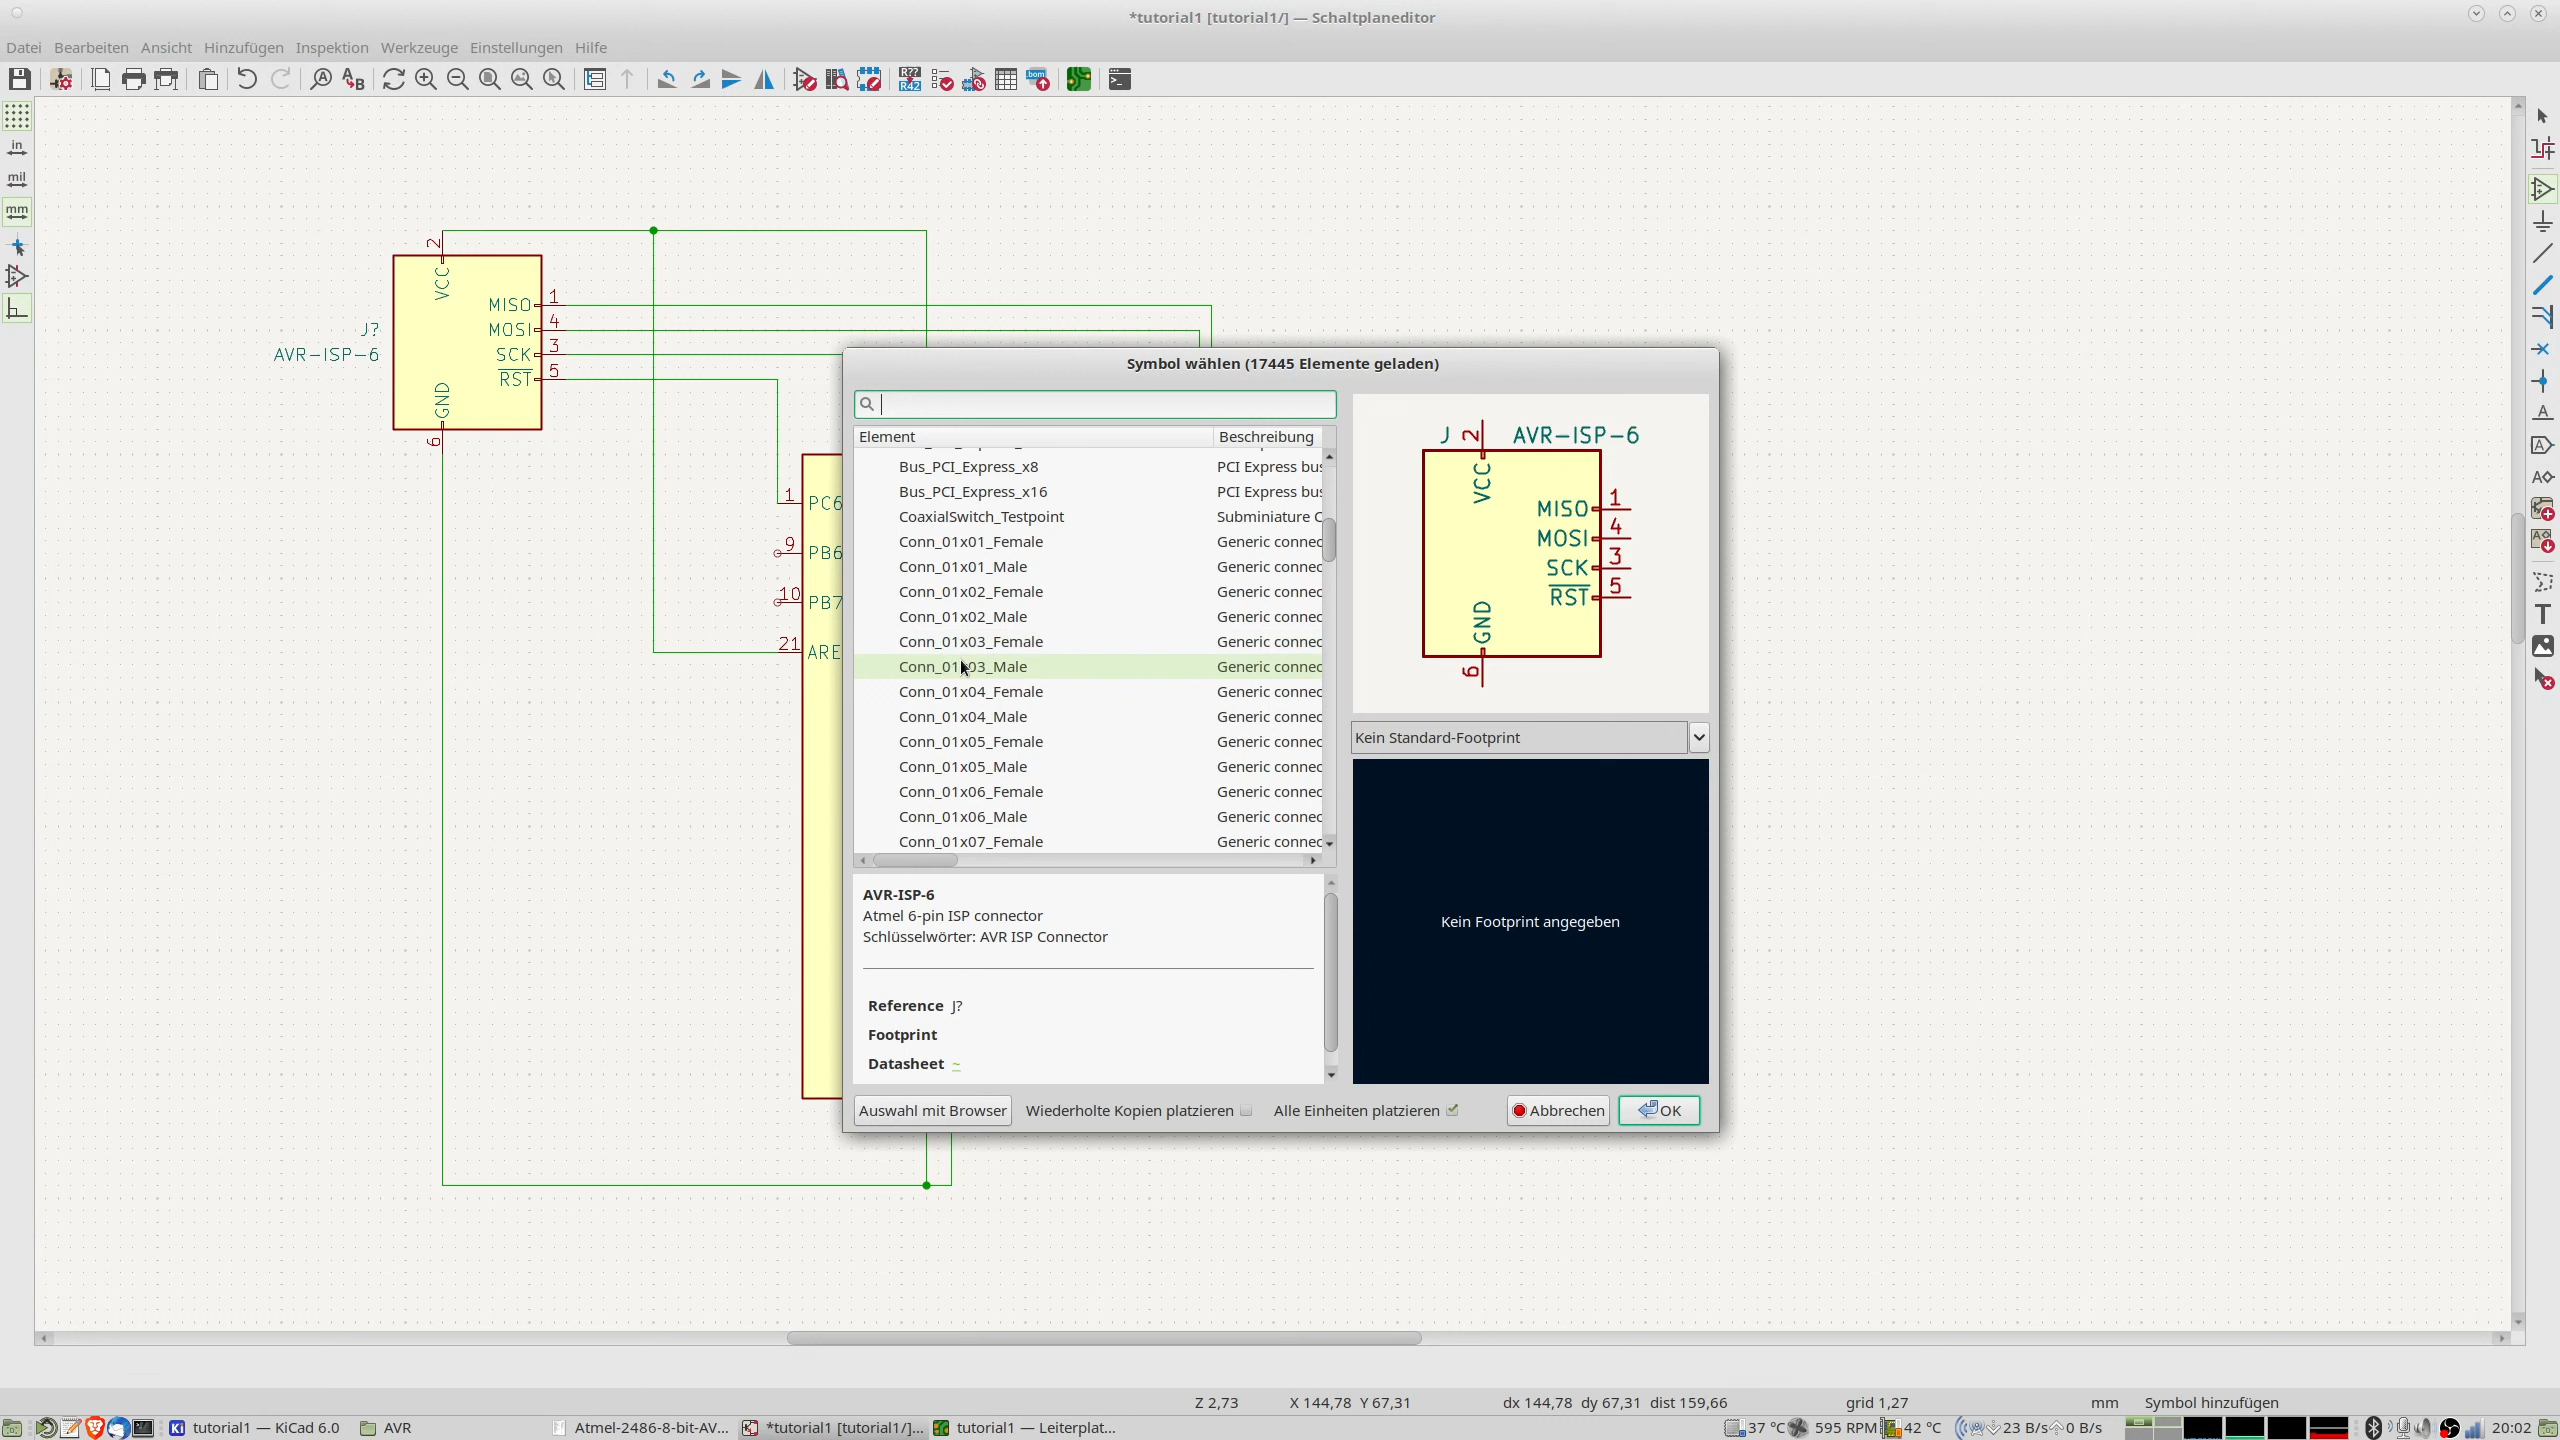 *tutorial1 [tutorial1/] — Schaltplaneditor
Datei Bearbeiten Ansicht Hinzufügen Inspektion Werkzeuge Einstellungen Hilfe
A
A B
R?? R42
bom
in
mil
mm
J?
AVR-ISP-6
2
VCC
MISO 1
MOSI 4
SCK 3
RST 5
GND
6
1 PC6
9 PB6
10 PB7
21 ARE
Symbol wählen (17445 Elemente geladen)
Element Beschreibung
Bus_PCI_Express_x8 PCI Express bus
Bus_PCI_Express_x16 PCI Express bus
CoaxialSwitch_Testpoint Subminiature C
Conn_01x01_Female Generic connec
Conn_01x01_Male Generic connec
Conn_01x02_Female Generic connec
Conn_01x02_Male Generic connec
Conn_01x03_Female Generic connec
Conn_01x03_Male Generic connec
Conn_01x04_Female Generic connec
Conn_01x04_Male Generic connec
Conn_01x05_Female Generic connec
Conn_01x05_Male Generic connec
Conn_01x06_Female Generic connec
Conn_01x06_Male Generic connec
Conn_01x07_Female Generic connec
J 2 AVR-ISP-6
VCC
MISO 1
MOSI 4
SCK 3
RST 5
GND
6
Kein Standard-Footprint
Kein Footprint angegeben
AVR-ISP-6
Atmel 6-pin ISP connector
Schlüsselwörter: AVR ISP Connector
Reference J?
Footprint
Datasheet ~
Auswahl mit Browser Wiederholte Kopien platzieren Alle Einheiten platzieren Abbrechen OK
A
A
A
A
T
Z 2,73 X 144,78 Y 67,31 dx 144,78 dy 67,31 dist 159,66 grid 1,27 mm Symbol hinzufügen
Ki tutorial1 — KiCad 6.0 AVR Atmel-2486-8-bit-AV... *tutorial1 [tutorial1/]... tutorial1 — Leiterplat... 37 °C 595 RPM 42 °C 23 B/s 0 B/s 20:02